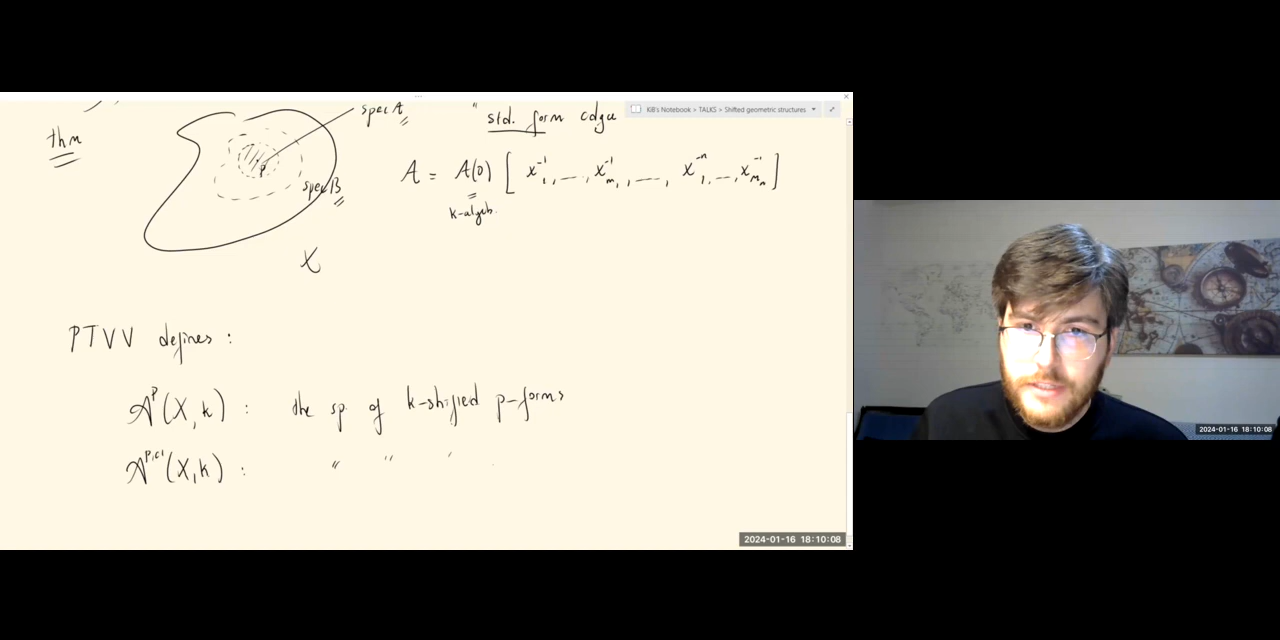 spec A
" std. form cdga
KiB's Notebook > TALKS > Shifted geometric structures
thm
A = A(0) [ x^{-1}_1, ..., x^{-1}_{m_1}, ..., x^{-n}_1, ..., x^{-1}_{m_n} ]
k-algeb.
p
spec B
X
PTVV defines :
A^p(X, k) : the sp. of k-shifted p-forms
A^{p,cl}(X, k) : " " "
2024-01-16 18:10:08
2024-01-16 18:10:08